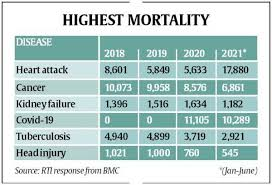 HIGHEST MORTALITY
DISEASE
2018 2019 2020 2021*
Heart attack 8,601 5,849 5,633 17,880
Cancer 10,073 9,958 8,576 6,861
Kidney failure 1,396 1,516 1,634 1,182
Covid-19 0 0 11,105 10,289
Tuberculosis 4,940 4,899 3,719 2,921
Head injury 1,021 1,000 760 545
Source: RTI response from BMC *(Jan-June)